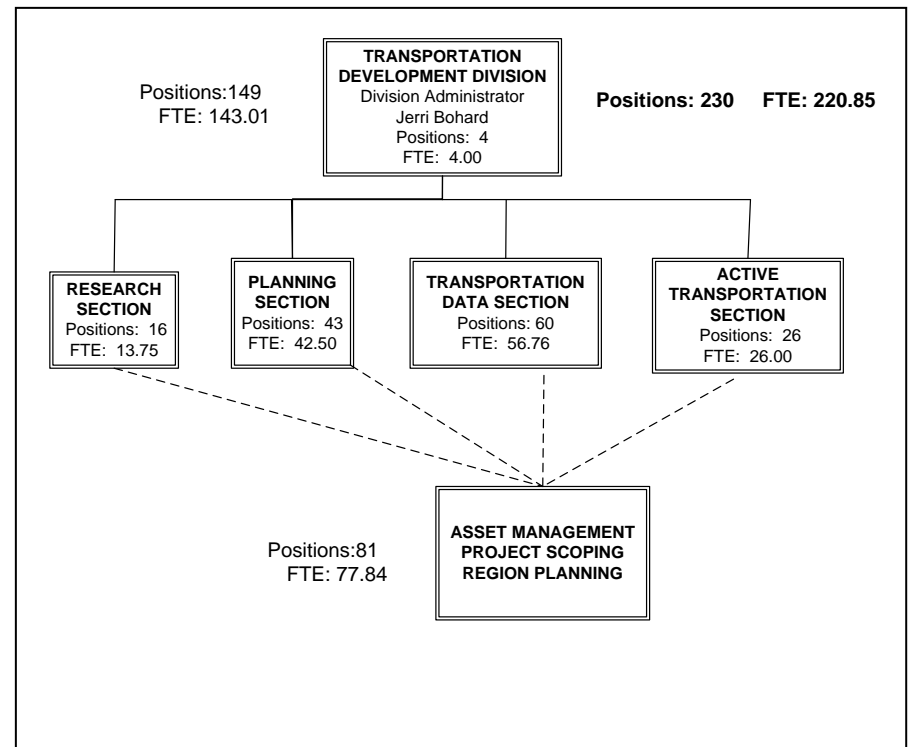 TRANSPORTATION
DEVELOPMENT DIVISION
Division Administrator
Jerri Bohard
Positions: 4
FTE: 4.00
Positions:149
FTE: 143.01
Positions: 230 FTE: 220.85
RESEARCH
SECTION
Positions: 16
FTE: 13.75
PLANNING
SECTION
Positions: 43
FTE: 42.50
TRANSPORTATION
DATA SECTION
Positions: 60
FTE: 56.76
ACTIVE
TRANSPORTATION
SECTION
Positions: 26
FTE: 26.00
Positions:81
FTE: 77.84
ASSET MANAGEMENT
PROJECT SCOPING
REGION PLANNING